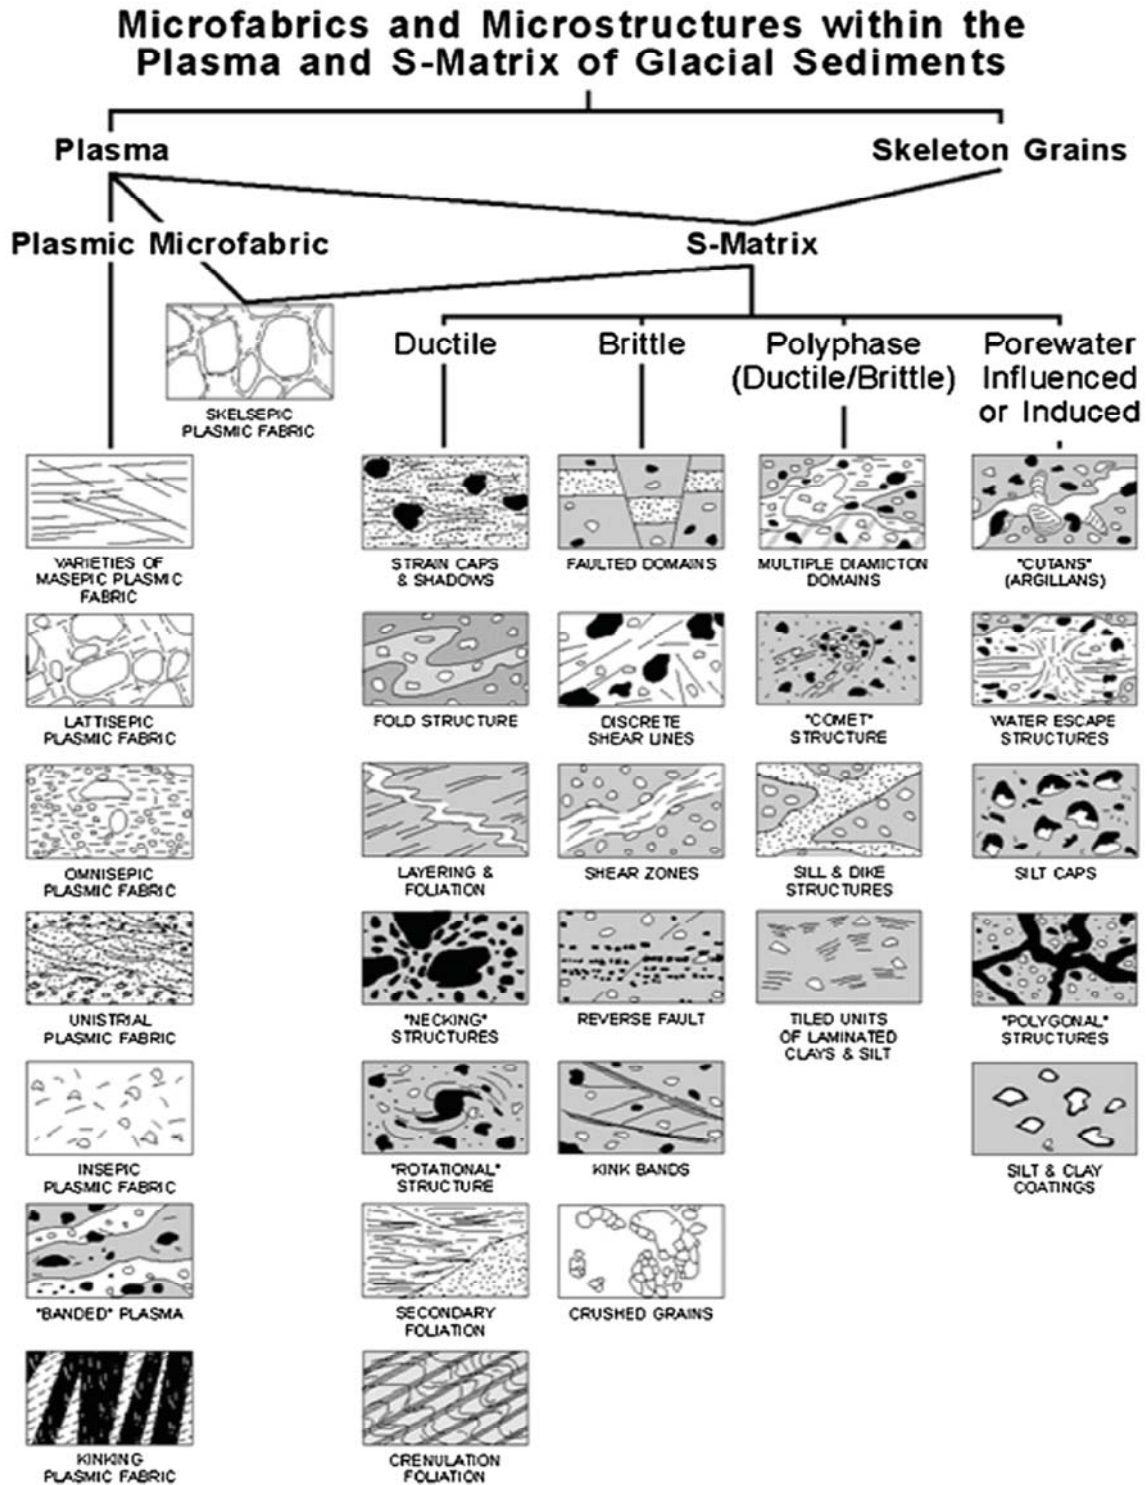 Microfabrics and Microstructures within the
Plasma and S-Matrix of Glacial Sediments
Plasma
Skeleton Grains
Plasmic Microfabric
S-Matrix
SKELSEPIC
PLASMIC FABRIC
Ductile
Brittle
Polyphase
(Ductile/Brittle)
Porewater
Influenced
or Induced
VARIETIES OF
MASEPIC PLASMIC
FABRIC
STRAIN CAPS
& SHADOWS
FAULTED DOMAINS
MULTIPLE DIAMICTON
DOMAINS
"CUTANS"
(ARGILLANS)
LATTISEPIC
PLASMIC FABRIC
FOLD STRUCTURE
DISCRETE
SHEAR LINES
"COMET"
STRUCTURE
WATER ESCAPE
STRUCTURES
OMNISEPIC
PLASMIC FABRIC
LAYERING &
FOLIATION
SHEAR ZONES
SILL & DIKE
STRUCTURES
SILT CAPS
UNISTRIAL
PLASMIC FABRIC
"NECKING"
STRUCTURES
REVERSE FAULT
TILED UNITS
OF LAMINATED
CLAYS & SILT
"POLYGONAL"
STRUCTURES
INSEPIC
PLASMIC FABRIC
"ROTATIONAL"
STRUCTURE
KINK BANDS
SILT & CLAY
COATINGS
"BANDED" PLASMA
SECONDARY
FOLIATION
CRUSHED GRAINS
KINKING
PLASMIC FABRIC
CRENULATION
FOLIATION